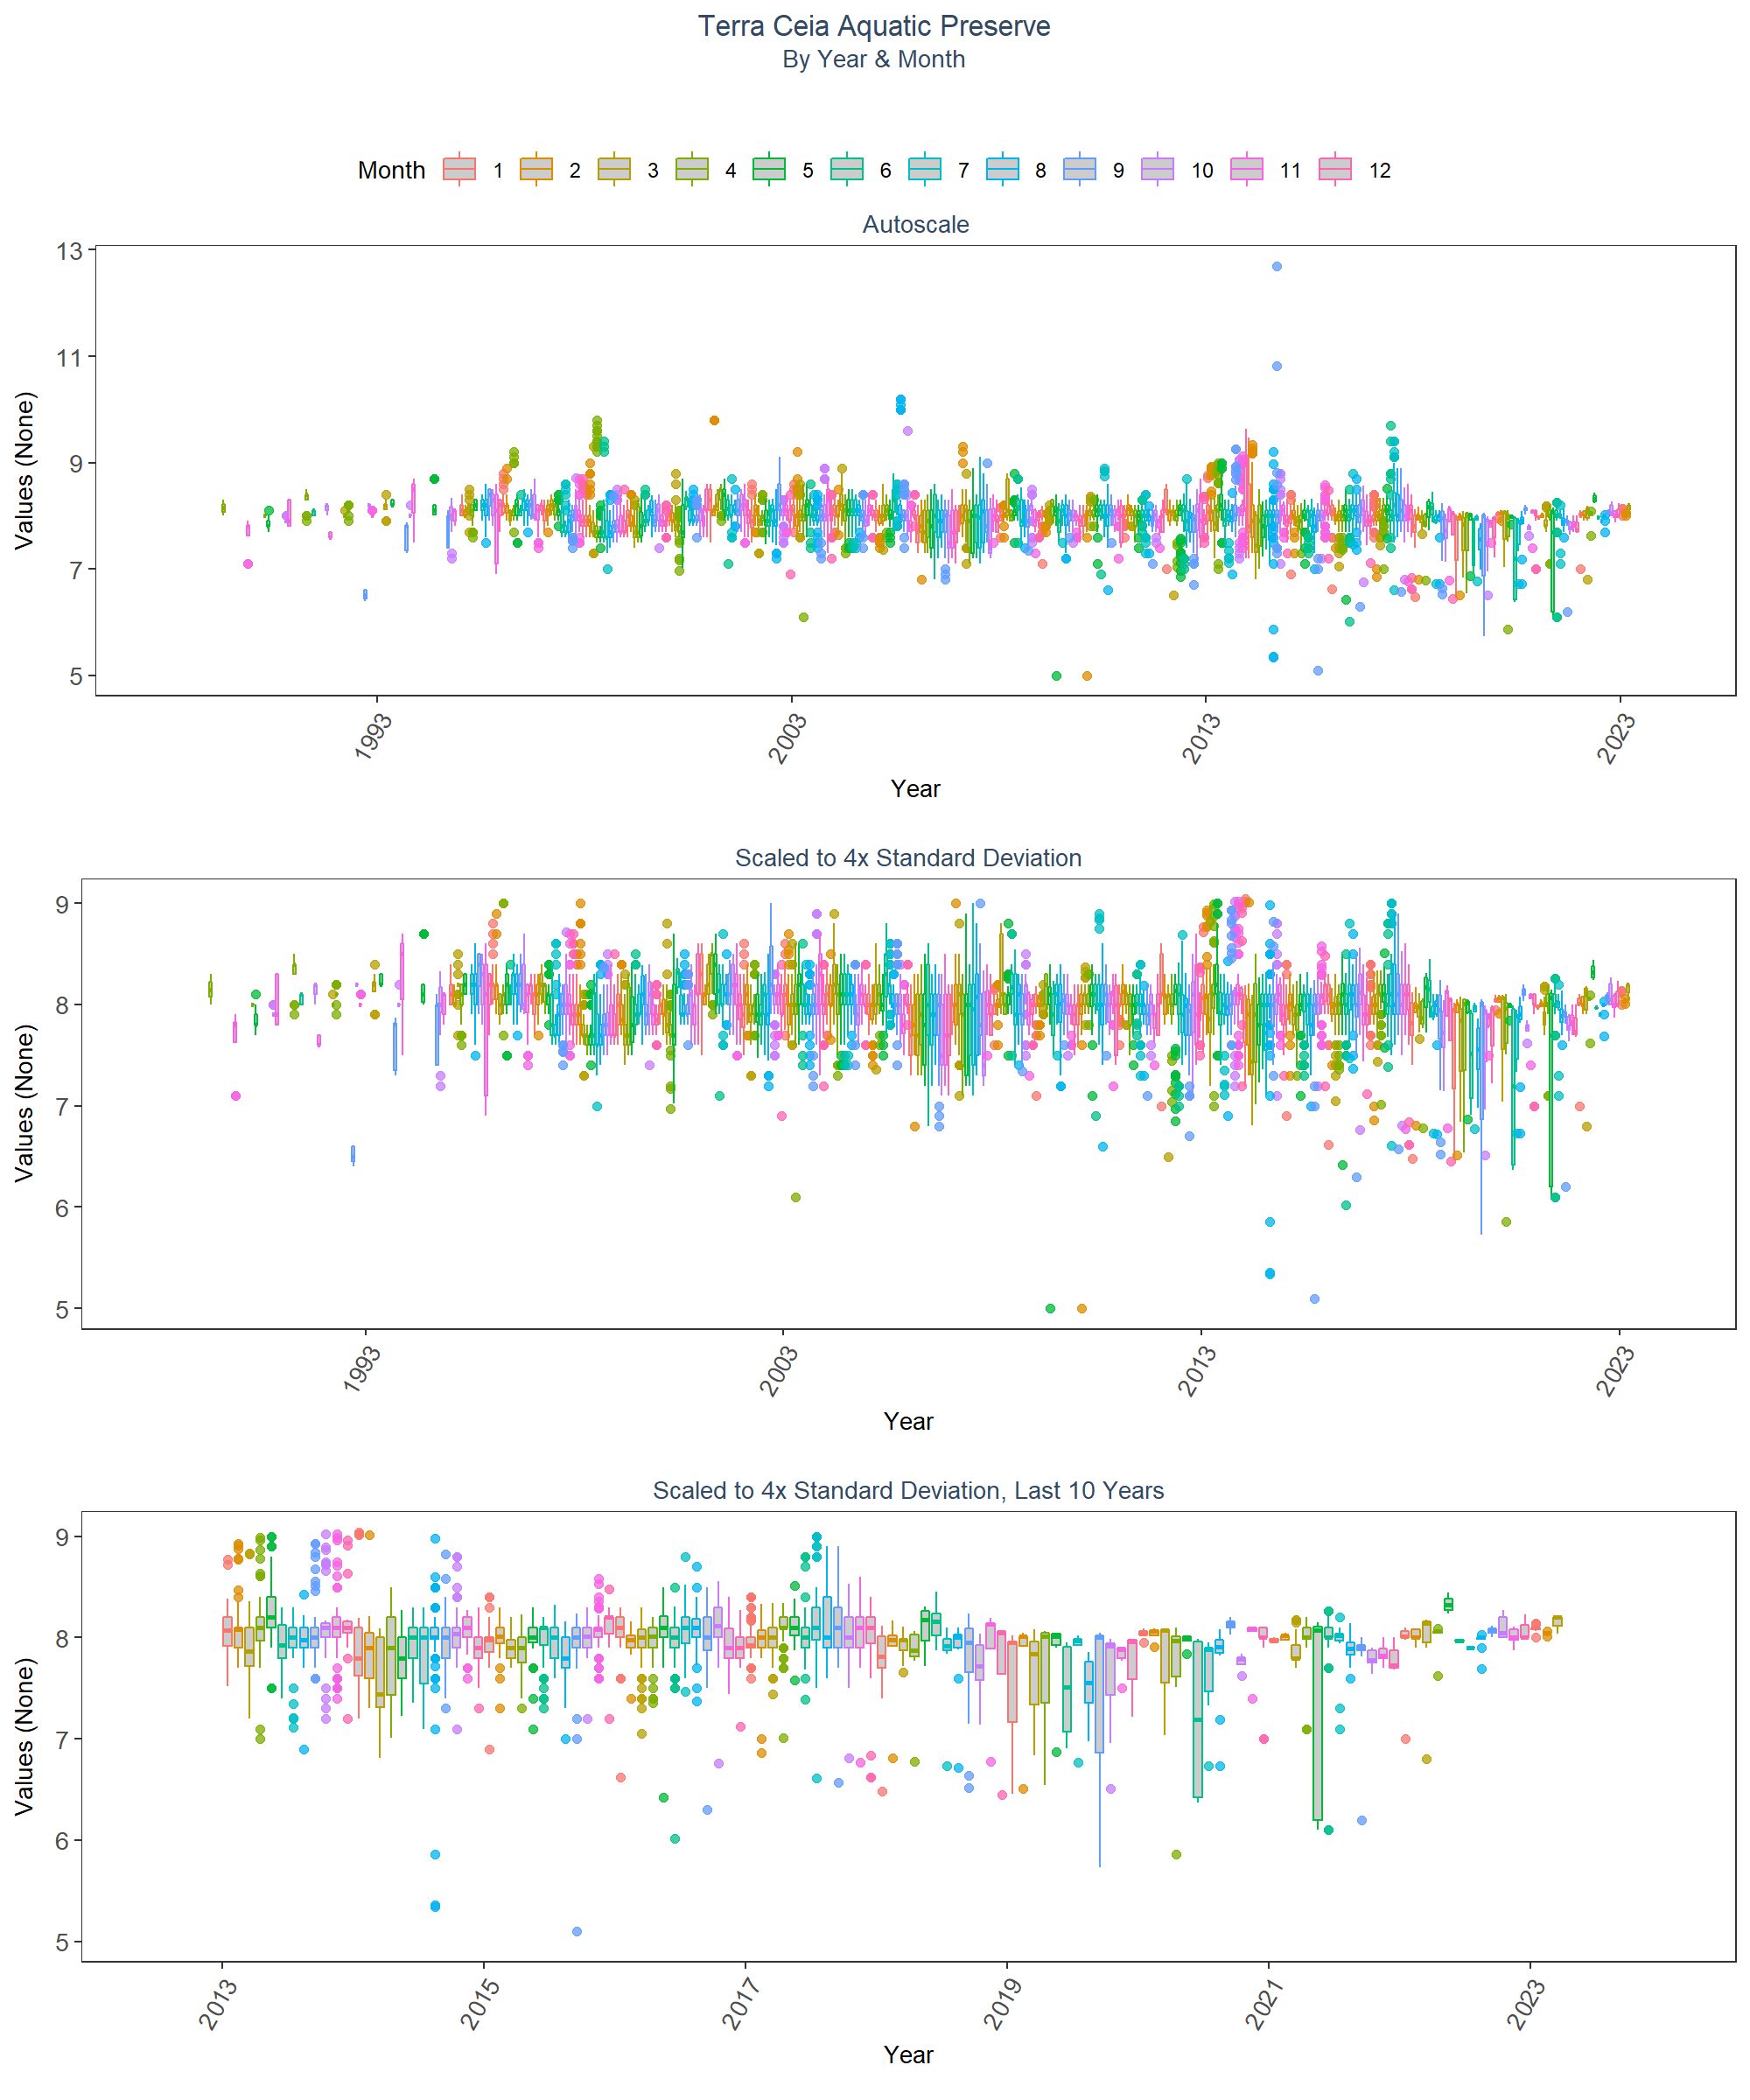 Terra Ceia Aquatic Preserve
By Year & Month
Month 1 2 3 4 5 6 7 8 9 10 11 12
Autoscale
Values (None)
13
11
9
7
5
1993 2003 2013 2023
Year
Scaled to 4x Standard Deviation
Values (None)
9
8
7
6
5
1993 2003 2013 2023
Year
Scaled to 4x Standard Deviation, Last 10 Years
Values (None)
9
8
7
6
5
2013 2015 2017 2019 2021 2023
Year